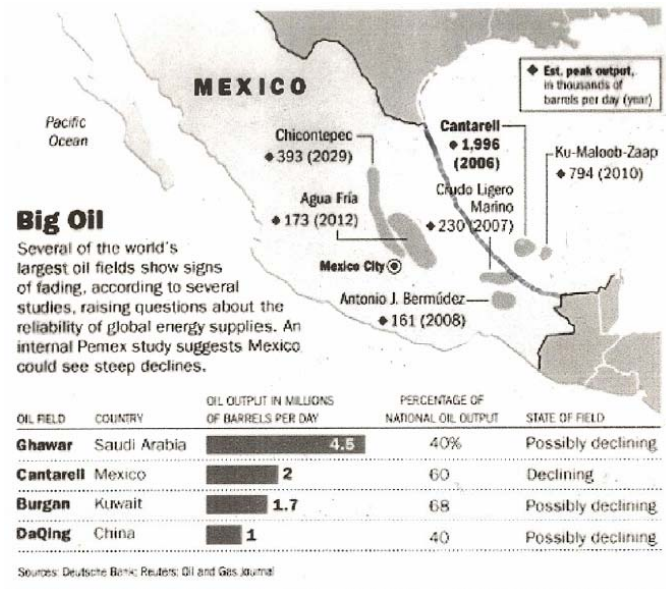 MEXICO
Pacific
Ocean
◆ Est. peak output,
in thousands of
barrels per day (year)
Chicontepec
◆ 393 (2029)
Cantarell
◆ 1,996
(2006)
Ku-Maloob-Zaap
◆ 794 (2010)
Agua Fría
◆ 173 (2012)
Crudo Ligero
Marino
◆ 230 (2007)
Mexico City
Antonio J. Bermúdez
◆ 161 (2008)
Big Oil
Several of the world's
largest oil fields show signs
of fading, according to several
studies, raising questions about the
reliability of global energy supplies. An
internal Pemex study suggests Mexico
could see steep declines.
OIL FIELD COUNTRY OIL OUTPUT IN MILLIONS OF BARRELS PER DAY PERCENTAGE OF NATIONAL OIL OUTPUT STATE OF FIELD
Ghawar Saudi Arabia 4.5 40% Possibly declining
Cantarell Mexico 2 60 Declining
Burgan Kuwait 1.7 68 Possibly declining
DaQing China 1 40 Possibly declining
Sources: Deutsche Bank; Reuters; Oil and Gas Journal